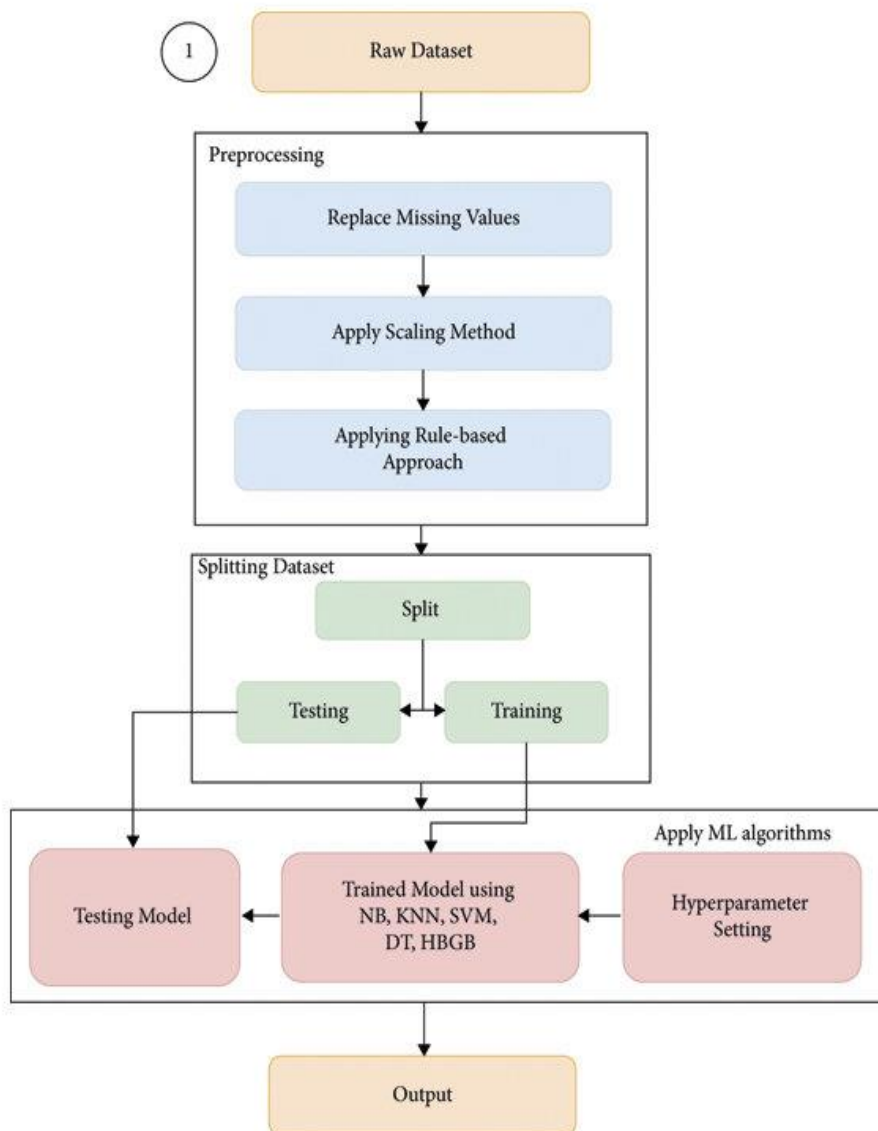 1
Raw Dataset
Preprocessing
Replace Missing Values
Apply Scaling Method
Applying Rule-based
Approach
Splitting Dataset
Split
Testing
Training
Apply ML algorithms
Testing Model
Trained Model using
NB, KNN, SVM,
DT, HBGB
Hyperparameter
Setting
Output